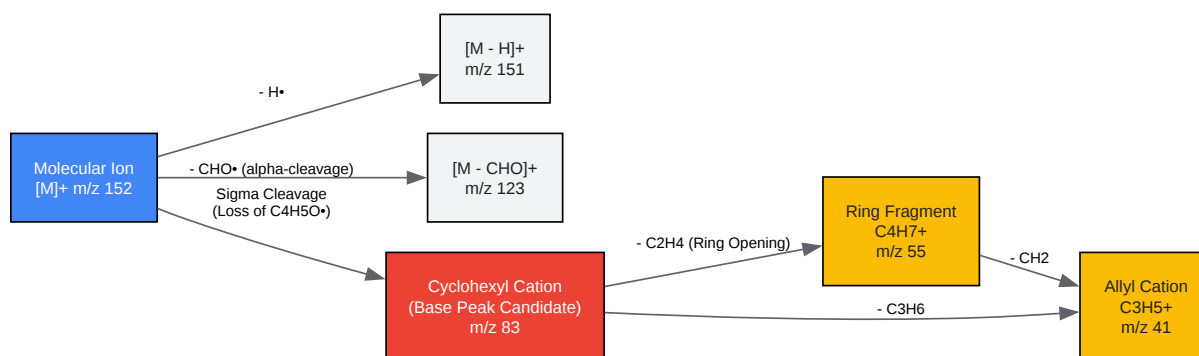 [M - H]+
m/z 151
- H•
Molecular Ion
[M]+ m/z 152
- CHO• (alpha-cleavage)
[M - CHO]+
m/z 123
Sigma Cleavage
(Loss of C4H5O•)
Cyclohexyl Cation
(Base Peak Candidate)
m/z 83
- C2H4 (Ring Opening)
Ring Fragment
C4H7+
m/z 55
- CH2
- C3H6
Allyl Cation
C3H5+
m/z 41